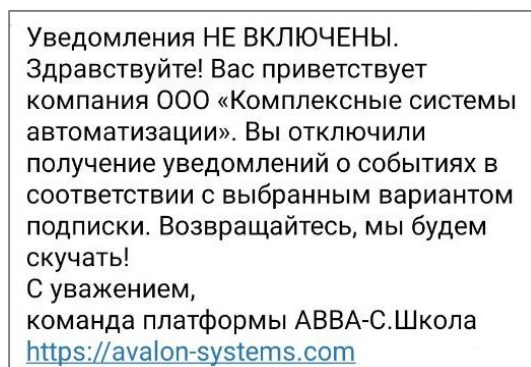 Уведомления НЕ ВКЛЮЧЕНЫ.
Здравствуйте! Вас приветствует
компания ООО «Комплексные системы
автоматизации». Вы отключили
получение уведомлений о событиях в
соответствии с выбранным вариантом
подписки. Возвращайтесь, мы будем
скучать!
С уважением,
команда платформы АВВА-С.Школа
https://avalon-systems.com